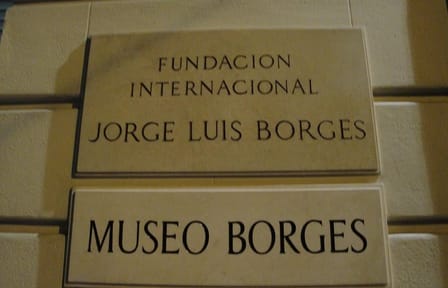 FUNDACION
INTERNACIONAL
JORGE LUIS BORGES
MUSEO BORGES